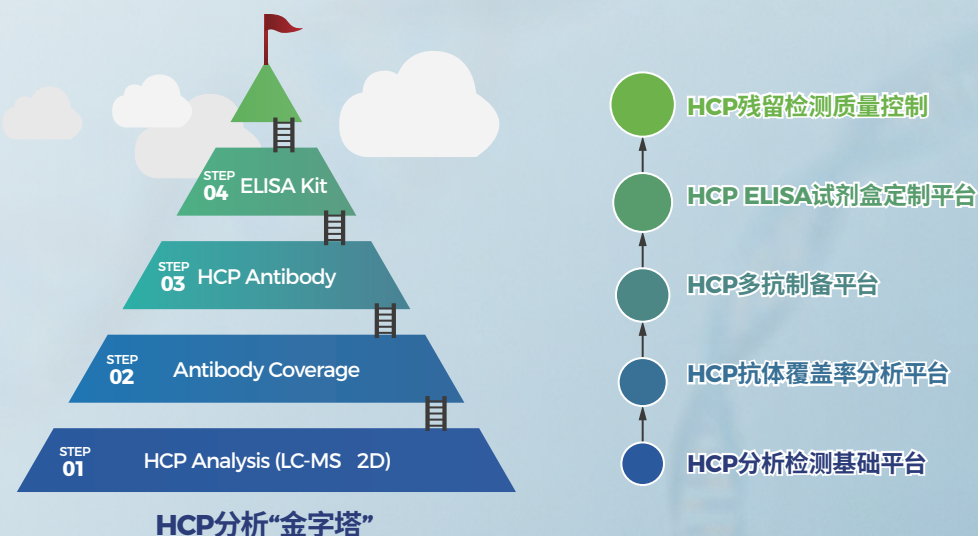 STEP
04
ELISA Kit
STEP
03
HCP Antibody
STEP
02
Antibody Coverage
STEP
01
HCP Analysis (LC-MS 2D)
HCP分析“金字塔”
HCP残留检测质量控制
HCP ELISA试剂盒定制平台
HCP多抗制备平台
HCP抗体覆盖率分析平台
HCP分析检测基础平台